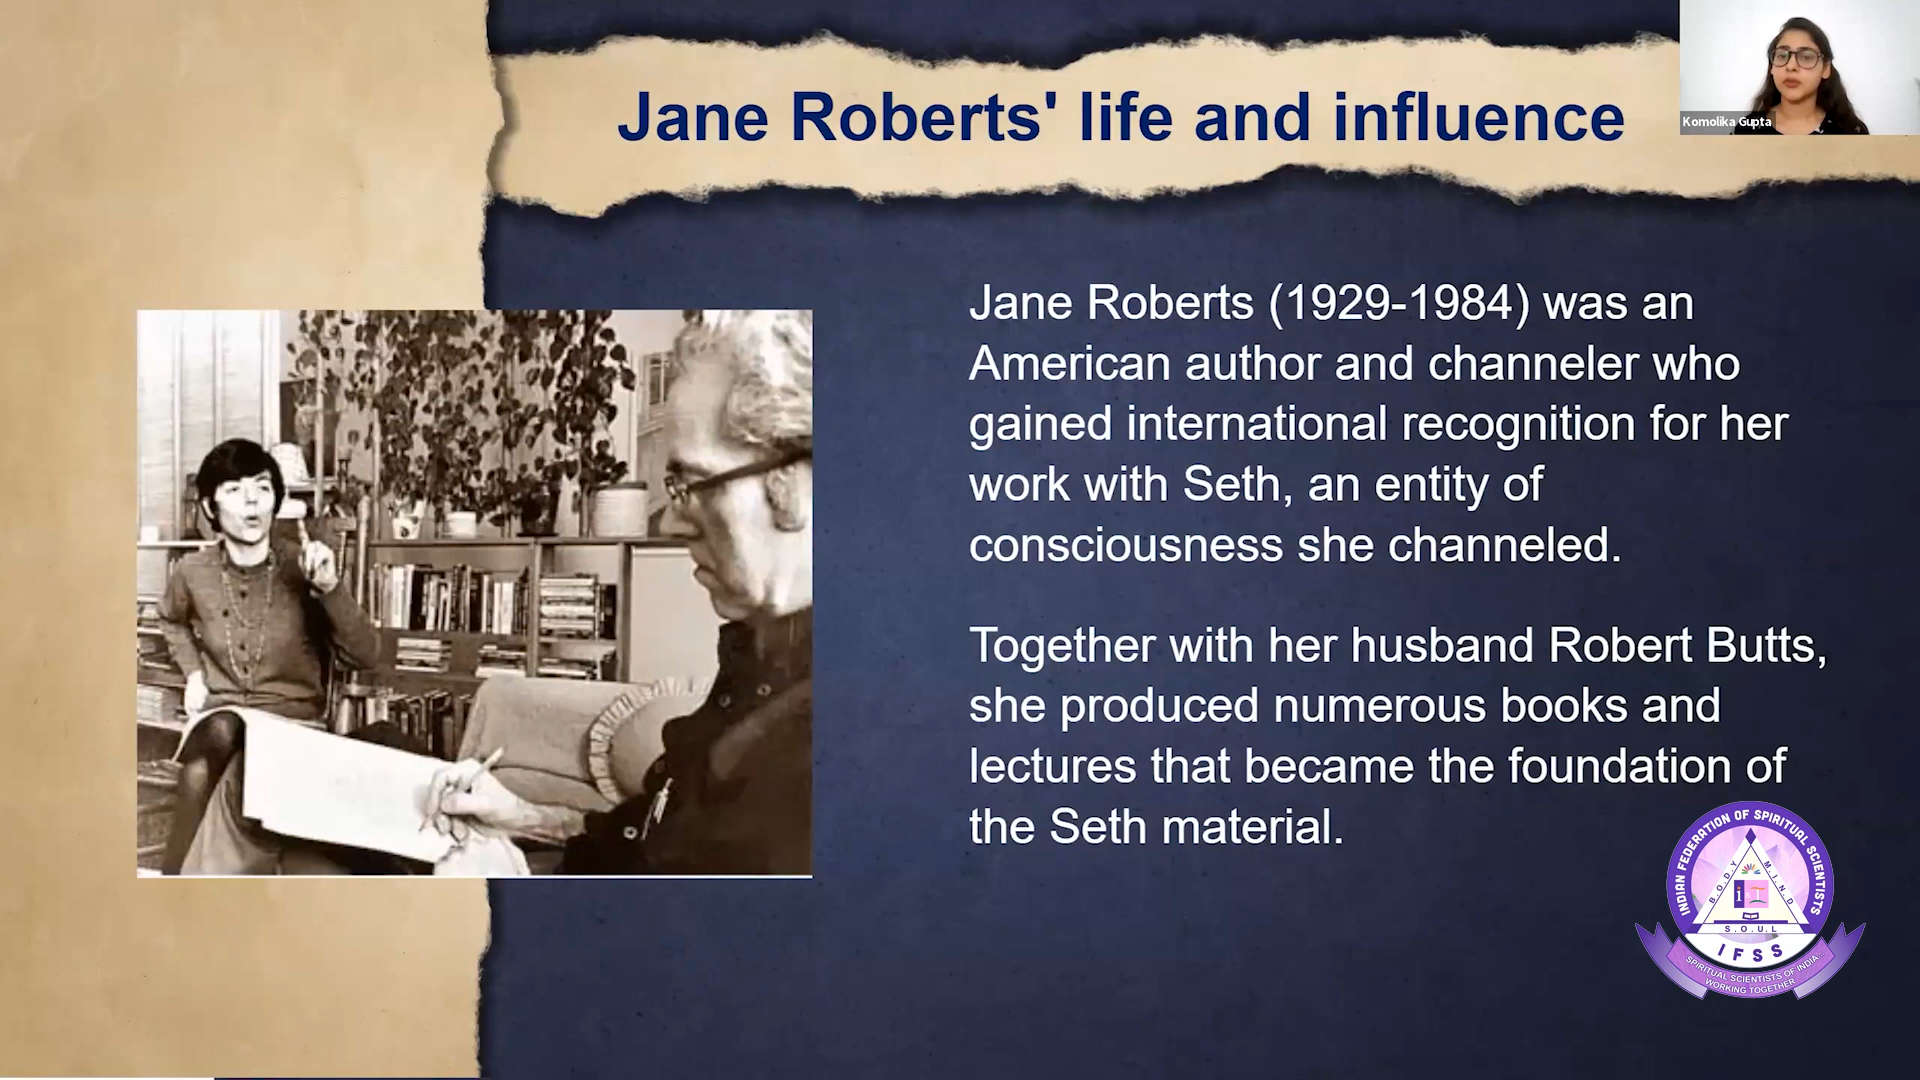 Jane Roberts' life and influence
Komolika Gupta
Jane Roberts (1929-1984) was an
American author and channeler who
gained international recognition for her
work with Seth, an entity of
consciousness she channeled.
Together with her husband Robert Butts,
she produced numerous books and
lectures that became the foundation of
the Seth material.
INDIAN FEDERATION OF SPIRITUAL SCIENTISTS
B.O.D.Y
M.I.N.D
S.O.U.L
IFSS
SPIRITUAL SCIENTISTS OF INDIA
WORKING TOGETHER